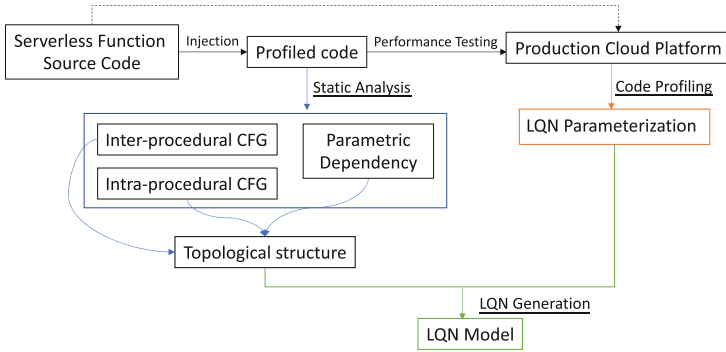 Serverless Function
Source Code
Injection
Profiled code
Performance Testing
Production Cloud Platform
Static Analysis
Code Profiling
Inter-procedural CFG
Parametric
Dependency
LQN Parameterization
Intra-procedural CFG
Topological structure
LQN Generation
LQN Model